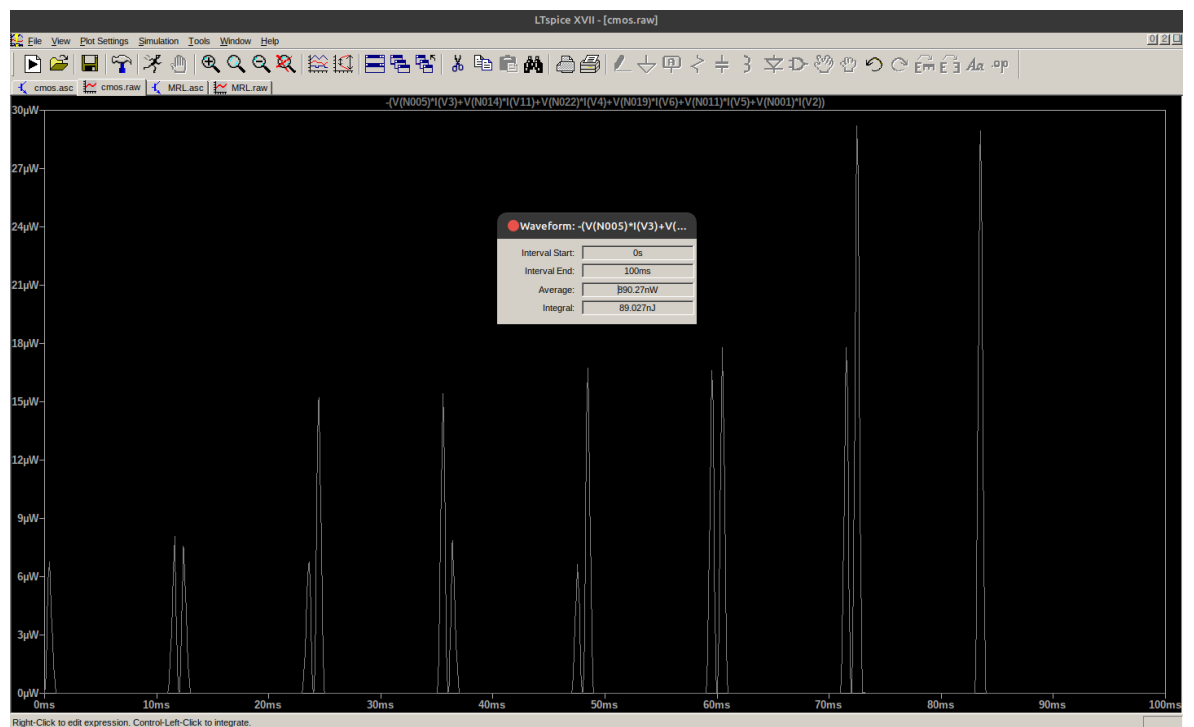 LTspice XVII - [cmos.raw]
File View Plot Settings Simulation Tools Window Help
cmos.asc cmos.raw MRL.asc MRL.raw
-(V(N005)*I(V3)+V(N014)*I(V11)+V(N022)*I(V4)+V(N019)*I(V6)+V(N011)*I(V5)+V(N001)*I(V2))
30µW
27µW
24µW
21µW
18µW
15µW
12µW
9µW
6µW
3µW
0µW
Waveform: -(V(N005)*I(V3)+V(...
Interval Start: 0s
Interval End: 100ms
Average: 890.27nW
Integral: 89.027nJ
0ms 10ms 20ms 30ms 40ms 50ms 60ms 70ms 80ms 90ms 100ms
Right-Click to edit expression. Control-Left-Click to integrate.